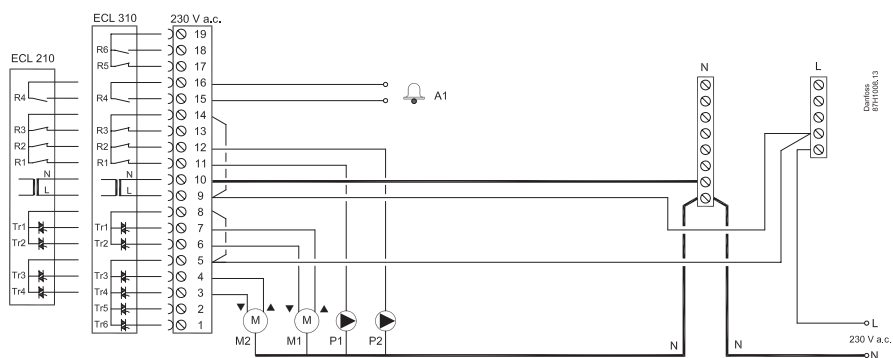 ECL 310
230 V a.c.
ECL 210
19
R6
18
R5
17
16
R4
R4
15
A1
14
R3
R3
13
R2
R2
12
R1
R1
11
N
N
10
L
L
9
8
Tr1
Tr1
7
Tr2
Tr2
6
5
Tr3
Tr3
4
Tr4
Tr4
3
Tr5
2
Tr6
1
M
M
M2
M1
P1
P2
N
L
Danfoss
87H1006.13
N
N
L
230 V a.c.
N